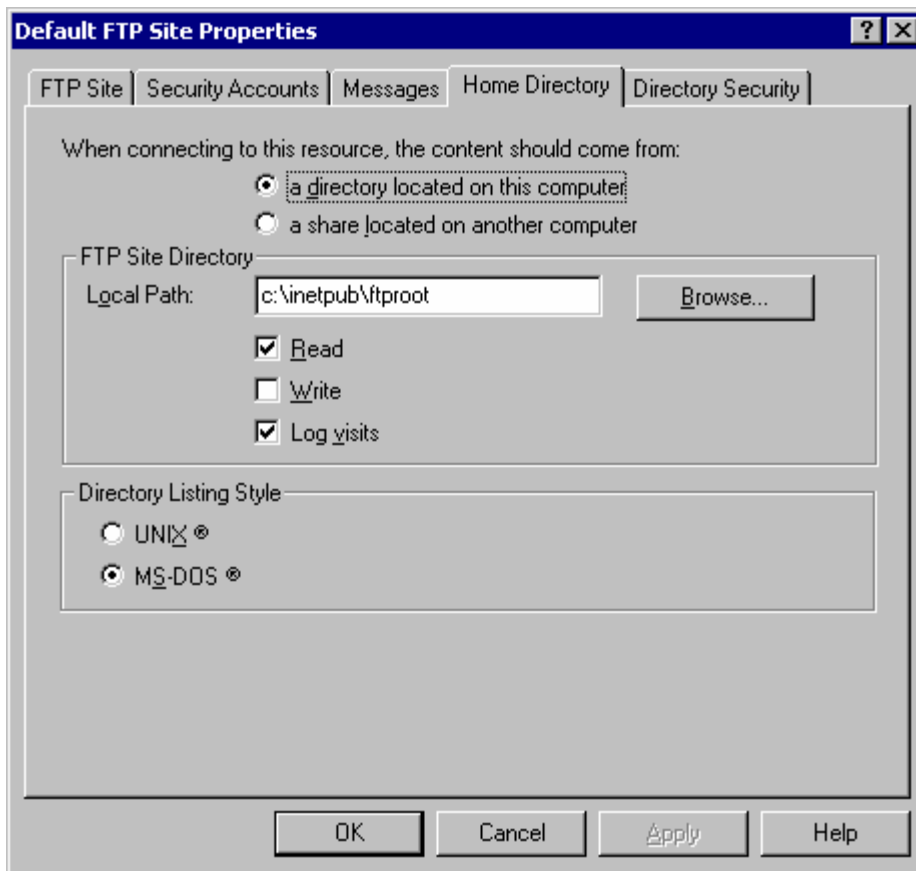 Default FTP Site Properties
FTP Site Security Accounts Messages Home Directory Directory Security
When connecting to this resource, the content should come from:
a directory located on this computer
a share located on another computer
FTP Site Directory
Local Path: c:\inetpub\ftproot Browse...
Read
Write
Log visits
Directory Listing Style
UNIX ®
MS-DOS ®
OK Cancel Apply Help